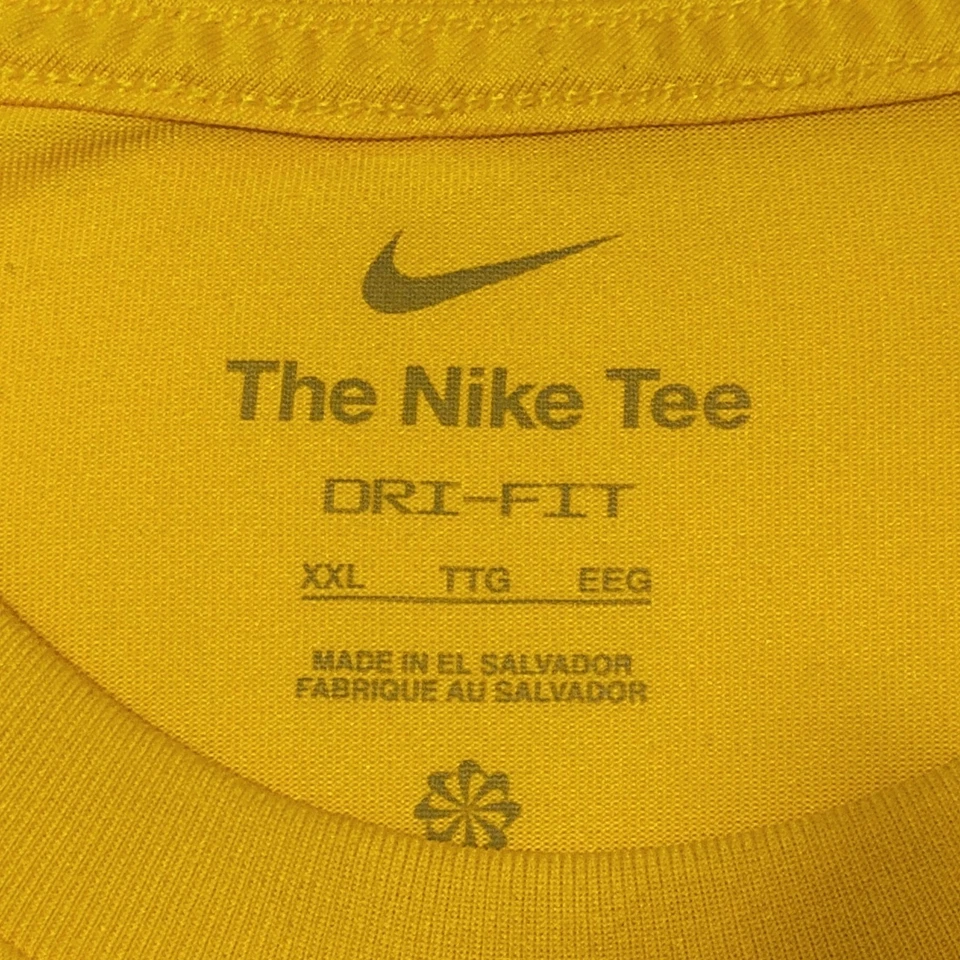 The Nike Tee
DRI-FIT
XXL TTG EEG
MADE IN EL SALVADOR
FABRIQUE AU SALVADOR